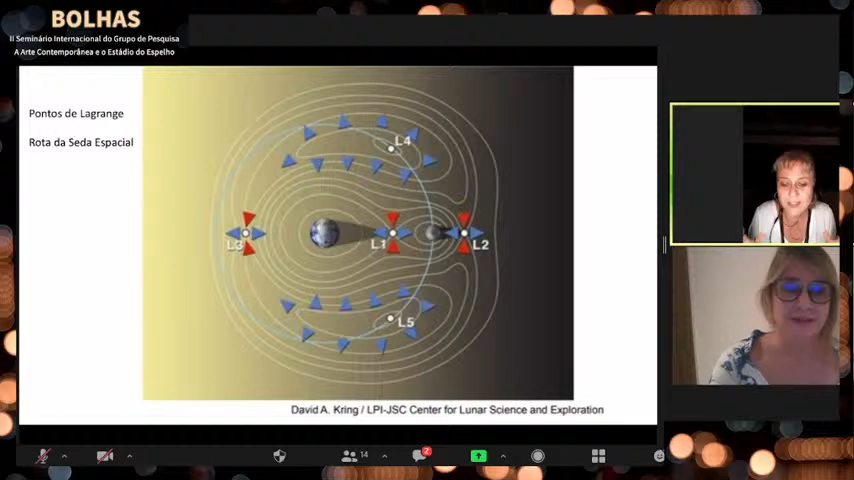 BOLHAS
II Seminário Internacional do Grupo de Pesquisa
A Arte Contemporânea e o Estádio do Espelho
Pontos de Lagrange
Rota da Seda Espacial
L4
L3
L1
L2
L5
David A. Kring / LPI-JSC Center for Lunar Science and Exploration
14
2